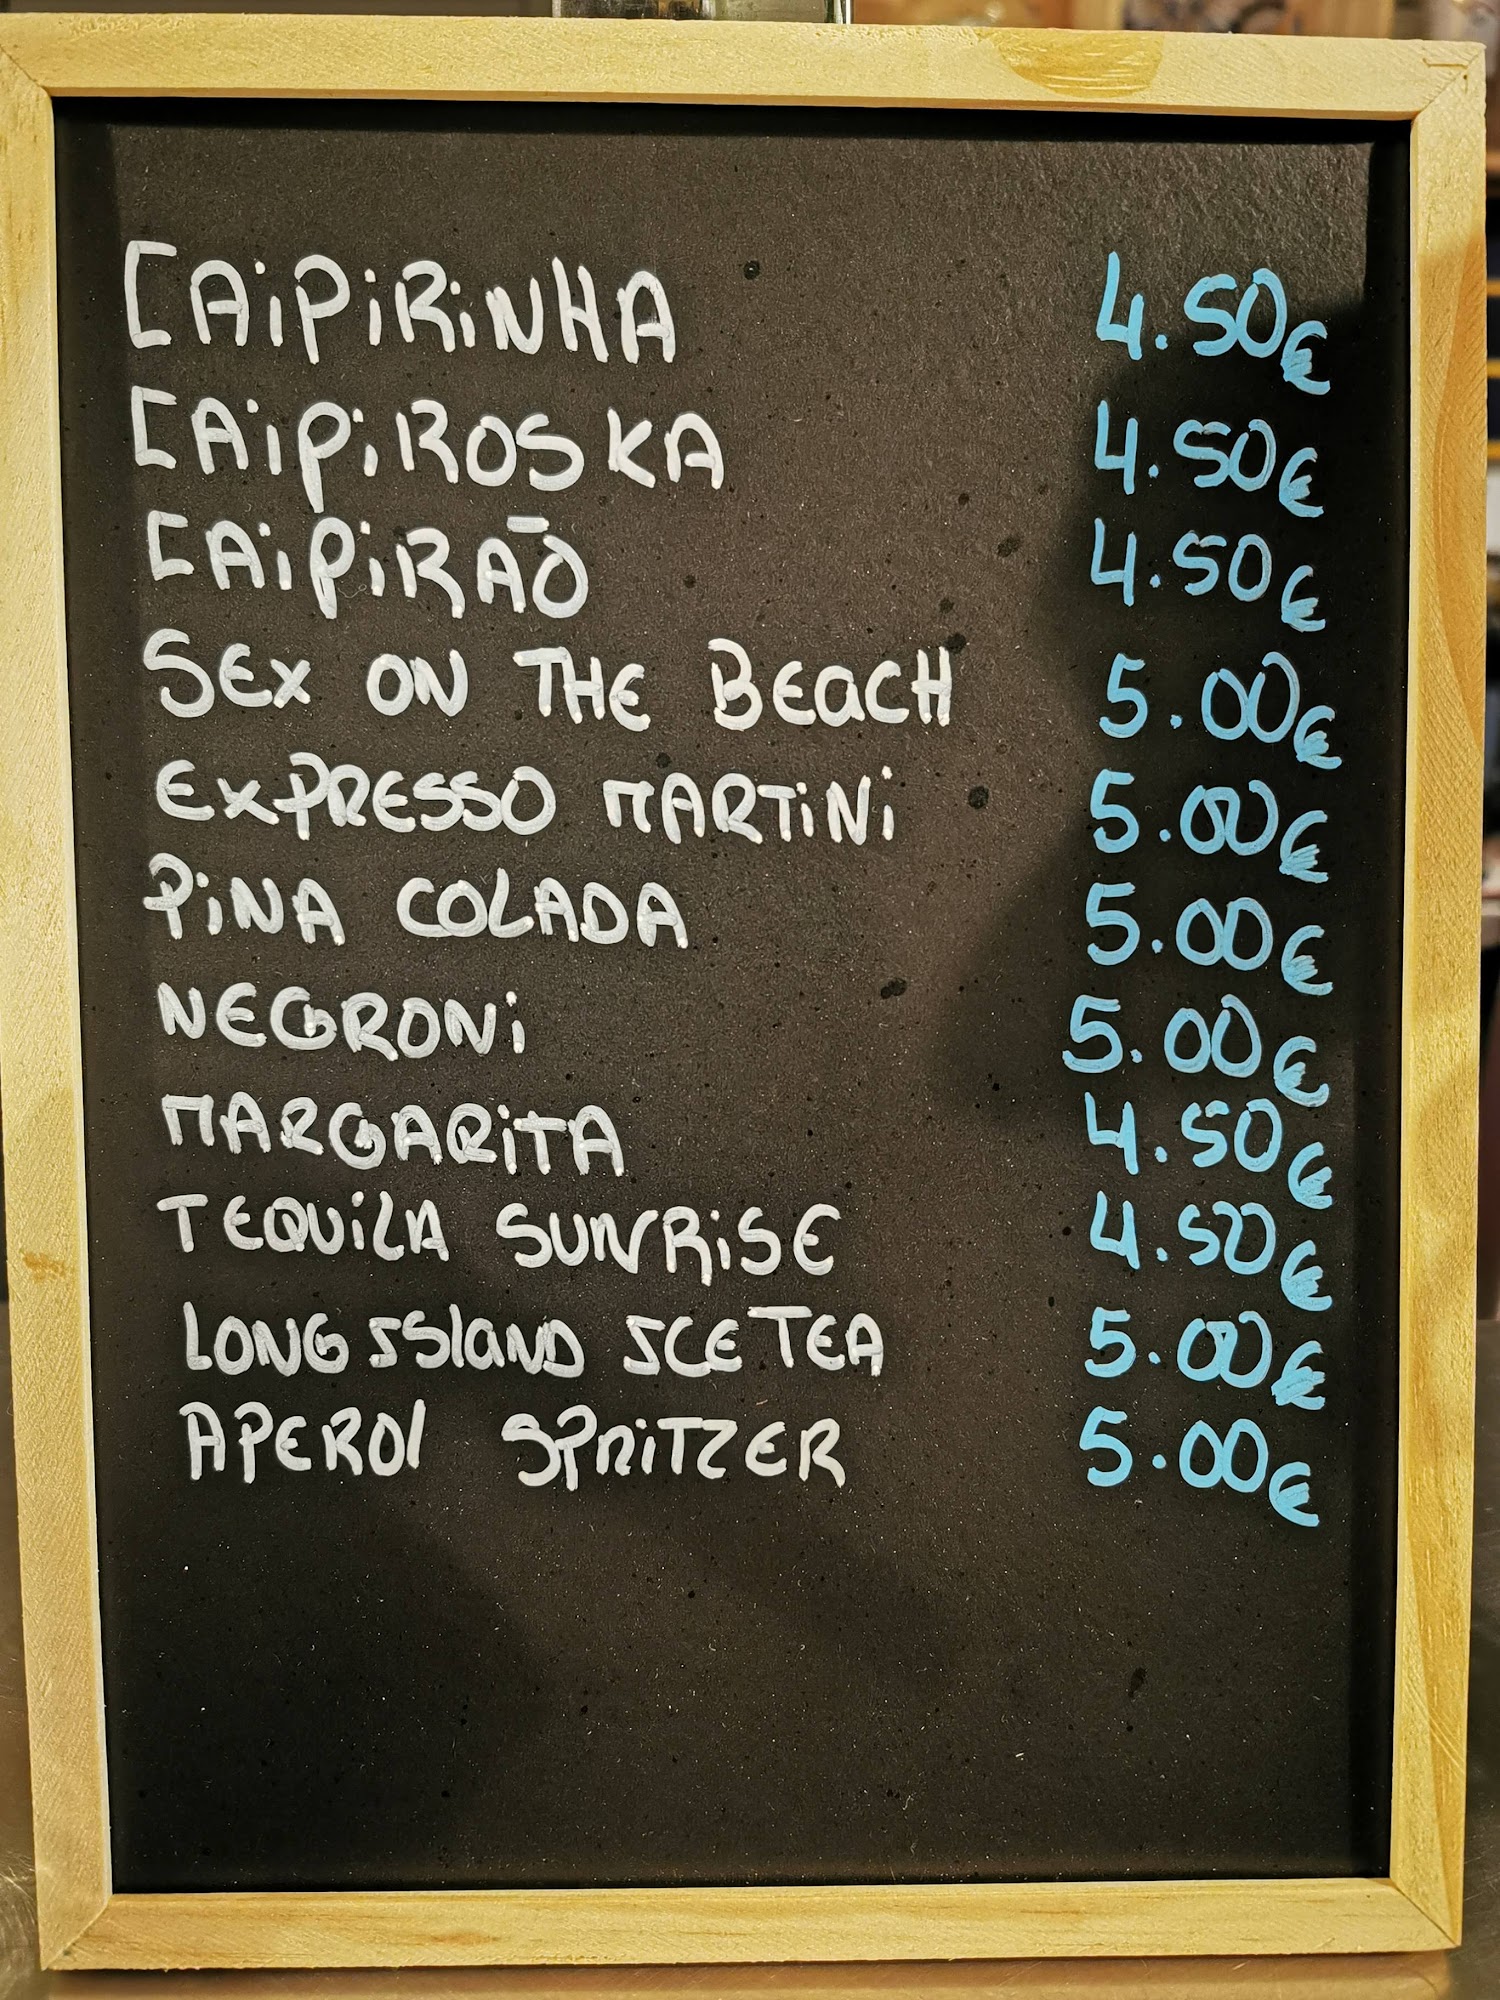 CAiPiRiNHA 4.50€
CAiPiROSKA 4.50€
CAiPiRÃO 4.50€
SEX ON THE BEACH 5.00€
EXPRESSO MARTiNi 5.00€
PiNA COLADA 5.00€
NEGRONi 5.00€
MARGARiTA 4.50€
TEQUiLA SUNRiSE 4.50€
LONG ISlaND ICE TEA 5.00€
APEROl SPRiTZER 5.00€